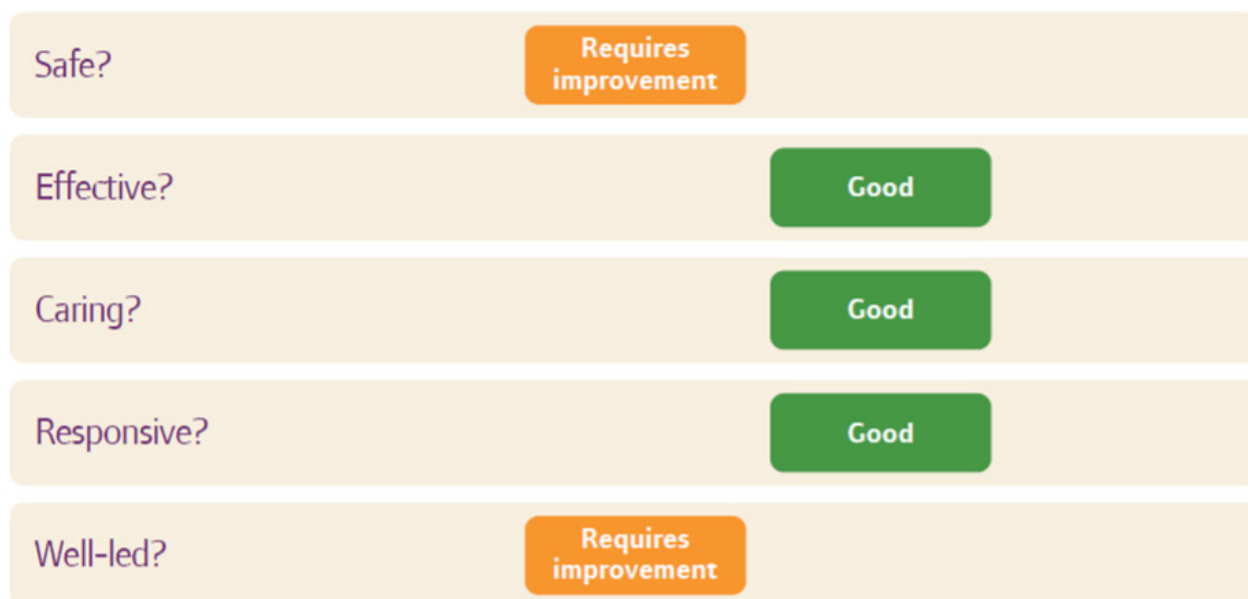 Safe?
Requires
improvement
Effective?
Good
Caring?
Good
Responsive?
Good
Well-led?
Requires
improvement